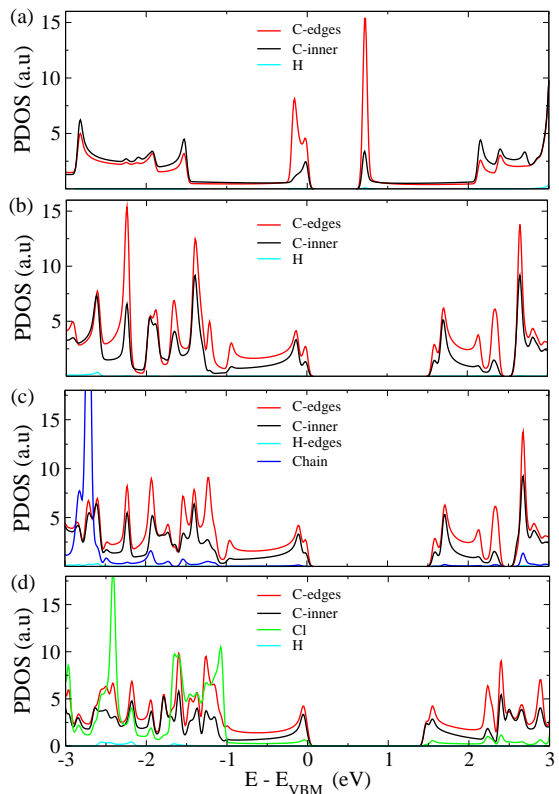 (a)
PDOS (a.u)
15
10
5
C-edges
C-inner
H
(b)
PDOS (a.u)
15
10
5
C-edges
C-inner
H
(c)
PDOS (a.u)
15
10
5
C-edges
C-inner
H-edges
Chain
(d)
PDOS (a.u)
15
10
5
0
C-edges
C-inner
Cl
H
-3 -2 -1 0 1 2 3
E - E_VBM (eV)